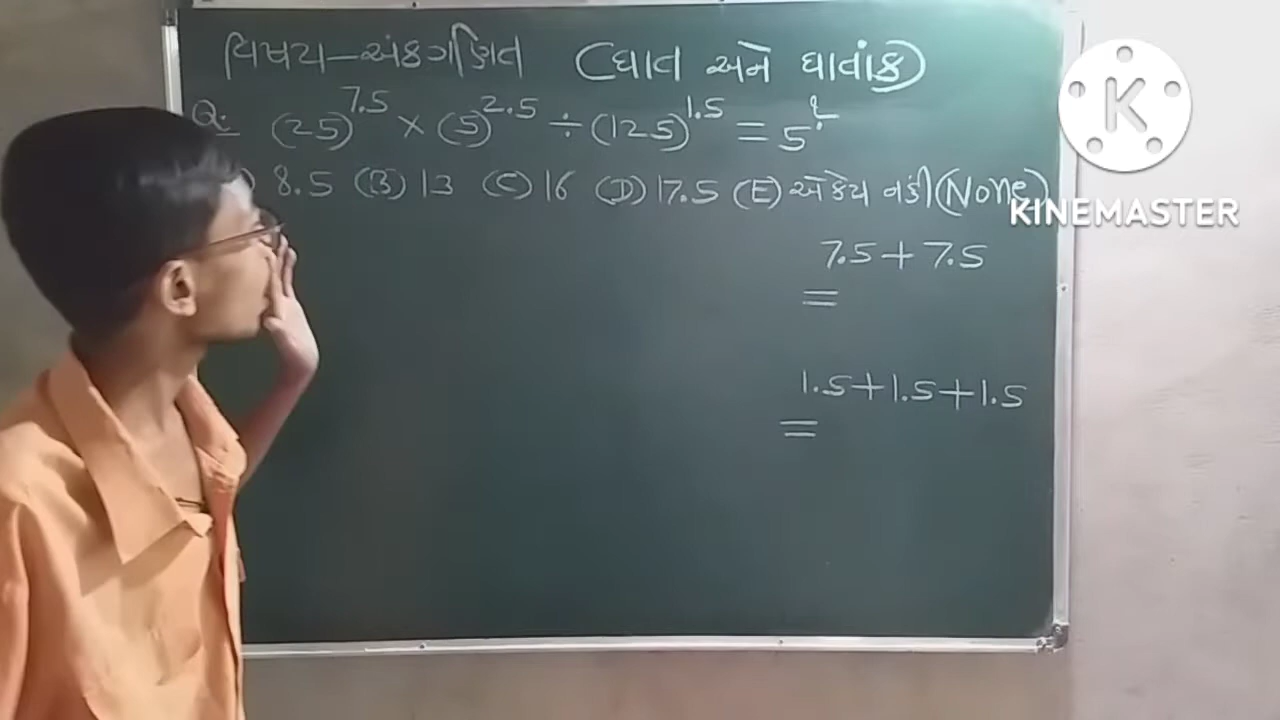 વિષય-અંકગણિત (ઘાત અને ઘાતાંક)
Q: (25)^7.5 × (5)^2.5 ÷ (125)^1.5 = 5^?
) 8.5 (B) 13 (C) 16 (D) 17.5 (E) એકેય નહી (None)
K
KINEMASTER
7.5+7.5
=
1.5+1.5+1.5
=